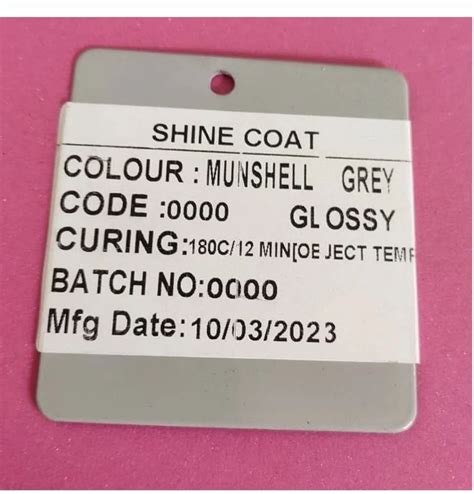 SHINE COAT
COLOUR : MUNSHELL GREY
CODE :0000 GLOSSY
CURING:180C/12 MIN[OE JECT TEMP
BATCH NO:0000
Mfg Date:10/03/2023